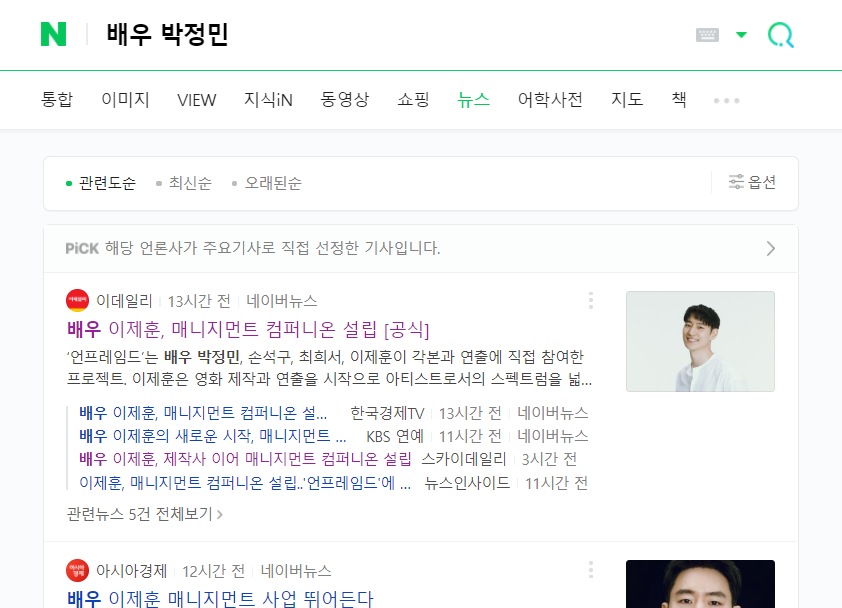 N 배우 박정민
통합 이미지 VIEW 지식iN 동영상 쇼핑 뉴스 어학사전 지도 책
관련도순 최신순 오래된순 옵션
PiCK 해당 언론사가 주요기사로 직접 선정한 기사입니다.
이데일리 이데일리 13시간 전 네이버뉴스
배우 이제훈, 매니지먼트 컴퍼니온 설립 [공식]
‘언프레임드’는 배우 박정민, 손석구, 최희서, 이제훈이 각본과 연출에 직접 참여한
프로젝트. 이제훈은 영화 제작과 연출을 시작으로 아티스트로서의 스펙트럼을 넓...
배우 이제훈, 매니지먼트 컴퍼니온 설... 한국경제TV 13시간 전 네이버뉴스
배우 이제훈의 새로운 시작, 매니지먼트 ... KBS 연예 11시간 전 네이버뉴스
배우 이제훈, 제작사 이어 매니지먼트 컴퍼니온 설립 스카이데일리 3시간 전
이제훈, 매니지먼트 컴퍼니온 설립..'언프레임드'에 ... 뉴스인사이드 11시간 전
관련뉴스 5건 전체보기
아시아경제 아시아경제 12시간 전 네이버뉴스
배우 이제훈 매니지먼트 사업 뛰어든다